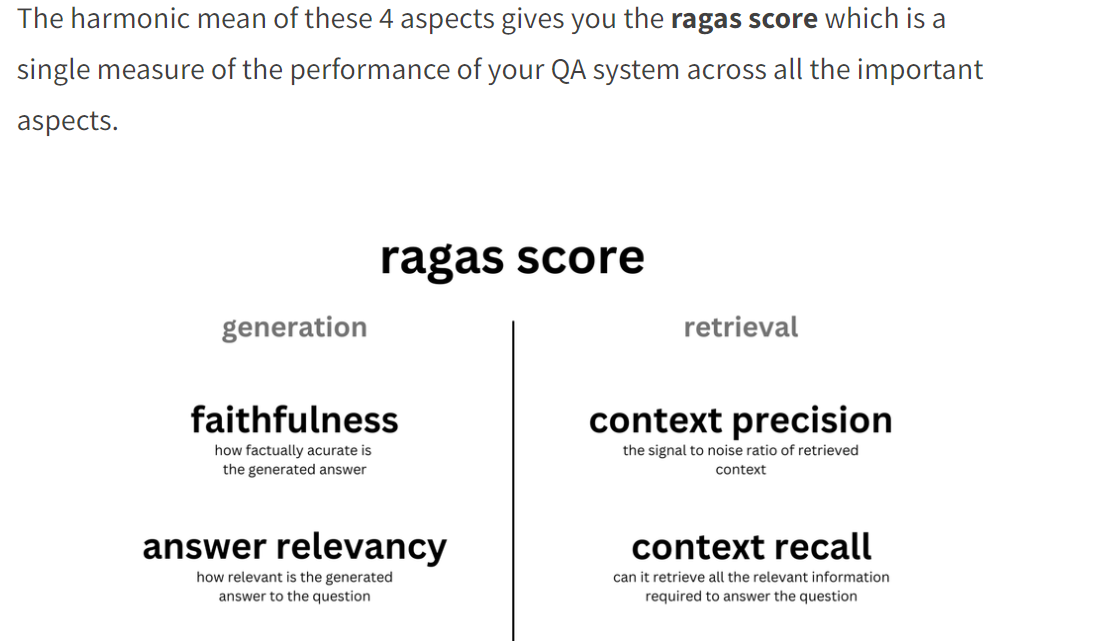 The harmonic mean of these 4 aspects gives you the ragas score which is a
single measure of the performance of your QA system across all the important
aspects.
ragas score
generation
faithfulness
how factually acurate is
the generated answer
answer relevancy
how relevant is the generated
answer to the question
retrieval
context precision
the signal to noise ratio of retrieved
context
context recall
can it retrieve all the relevant information
required to answer the question